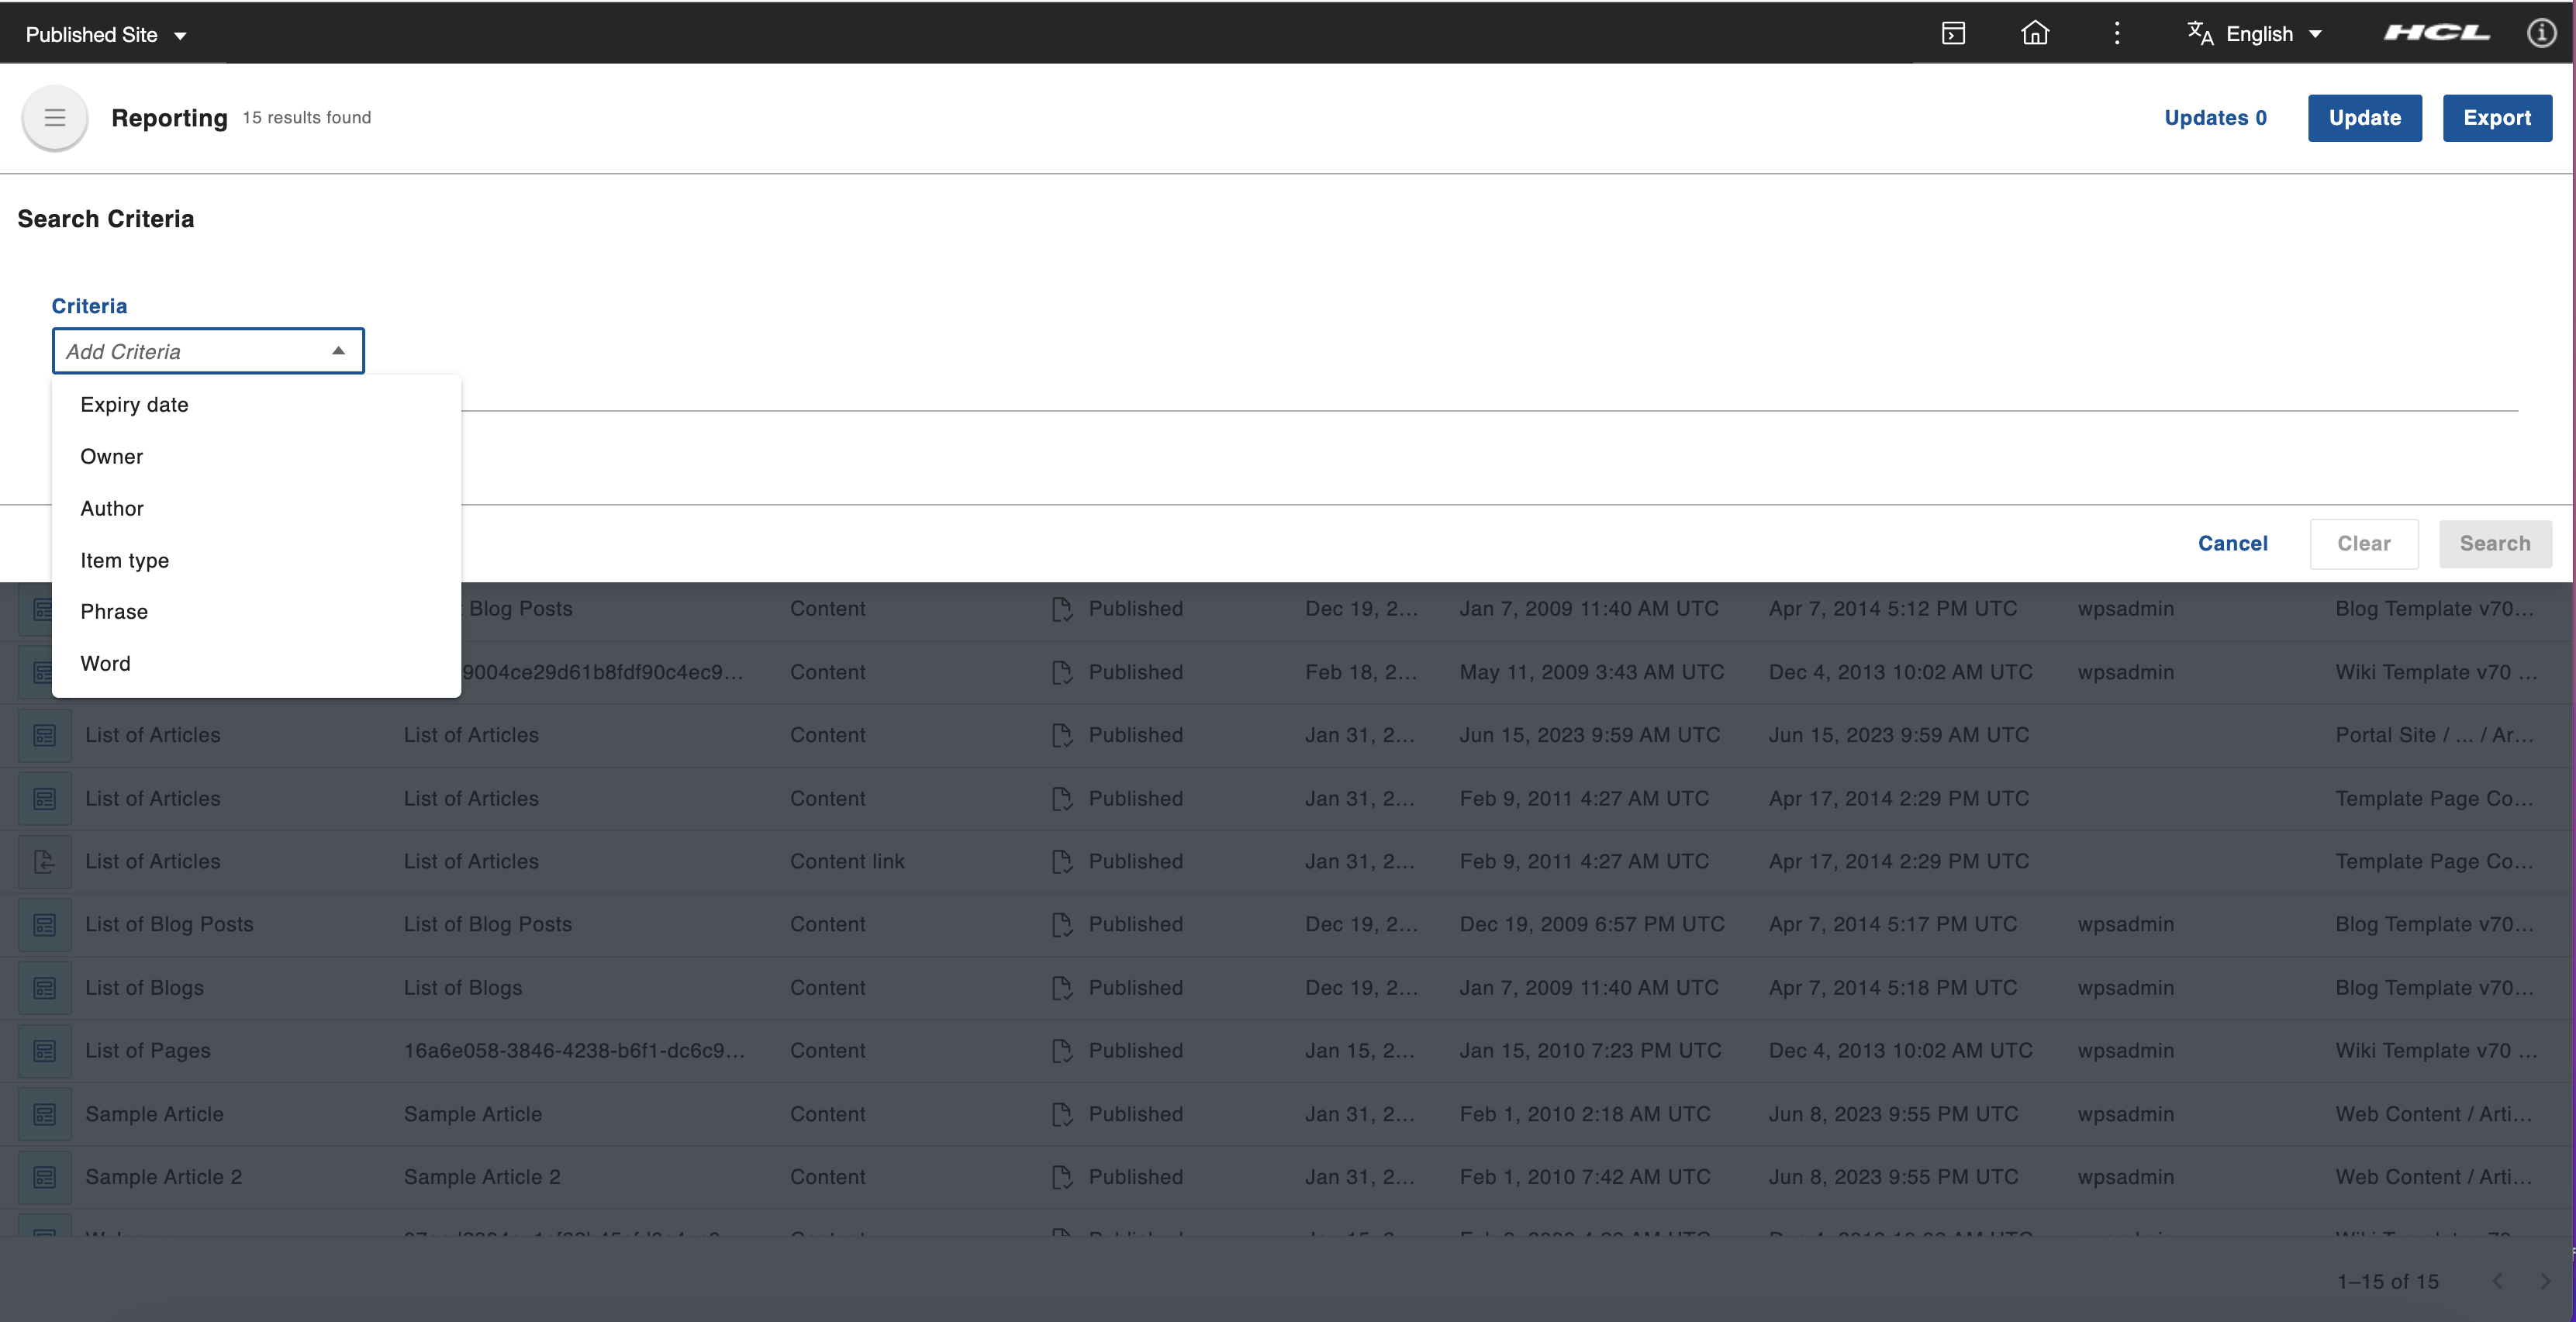 Published Site
English
HCL
Reporting 15 results found
Updates 0
Update
Export
Search Criteria
Criteria
Add Criteria
Expiry date
Owner
Author
Item type
Phrase
Word
Cancel
Clear
Search
Blog Posts Content Published Dec 19, 2... Jan 7, 2009 11:40 AM UTC Apr 7, 2014 5:12 PM UTC wpsadmin Blog Template v70...
9004ce29d61b8fdf90c4ec9... Content Published Feb 18, 2... May 11, 2009 3:43 AM UTC Dec 4, 2013 10:02 AM UTC wpsadmin Wiki Template v70 ...
List of Articles List of Articles Content Published Jan 31, 2... Jun 15, 2023 9:59 AM UTC Jun 15, 2023 9:59 AM UTC Portal Site / ... / Ar...
List of Articles List of Articles Content Published Jan 31, 2... Feb 9, 2011 4:27 AM UTC Apr 17, 2014 2:29 PM UTC Template Page Co...
List of Articles List of Articles Content link Published Jan 31, 2... Feb 9, 2011 4:27 AM UTC Apr 17, 2014 2:29 PM UTC Template Page Co...
List of Blog Posts List of Blog Posts Content Published Dec 19, 2... Dec 19, 2009 6:57 PM UTC Apr 7, 2014 5:17 PM UTC wpsadmin Blog Template v70...
List of Blogs List of Blogs Content Published Dec 19, 2... Jan 7, 2009 11:40 AM UTC Apr 7, 2014 5:18 PM UTC wpsadmin Blog Template v70...
List of Pages 16a6e058-3846-4238-b6f1-dc6c9... Content Published Jan 15, 2... Jan 15, 2010 7:23 PM UTC Dec 4, 2013 10:02 AM UTC wpsadmin Wiki Template v70 ...
Sample Article Sample Article Content Published Jan 31, 2... Feb 1, 2010 2:18 AM UTC Jun 8, 2023 9:55 PM UTC wpsadmin Web Content / Arti...
Sample Article 2 Sample Article 2 Content Published Jan 31, 2... Feb 1, 2010 7:42 AM UTC Jun 8, 2023 9:55 PM UTC wpsadmin Web Content / Arti...
1–15 of 15